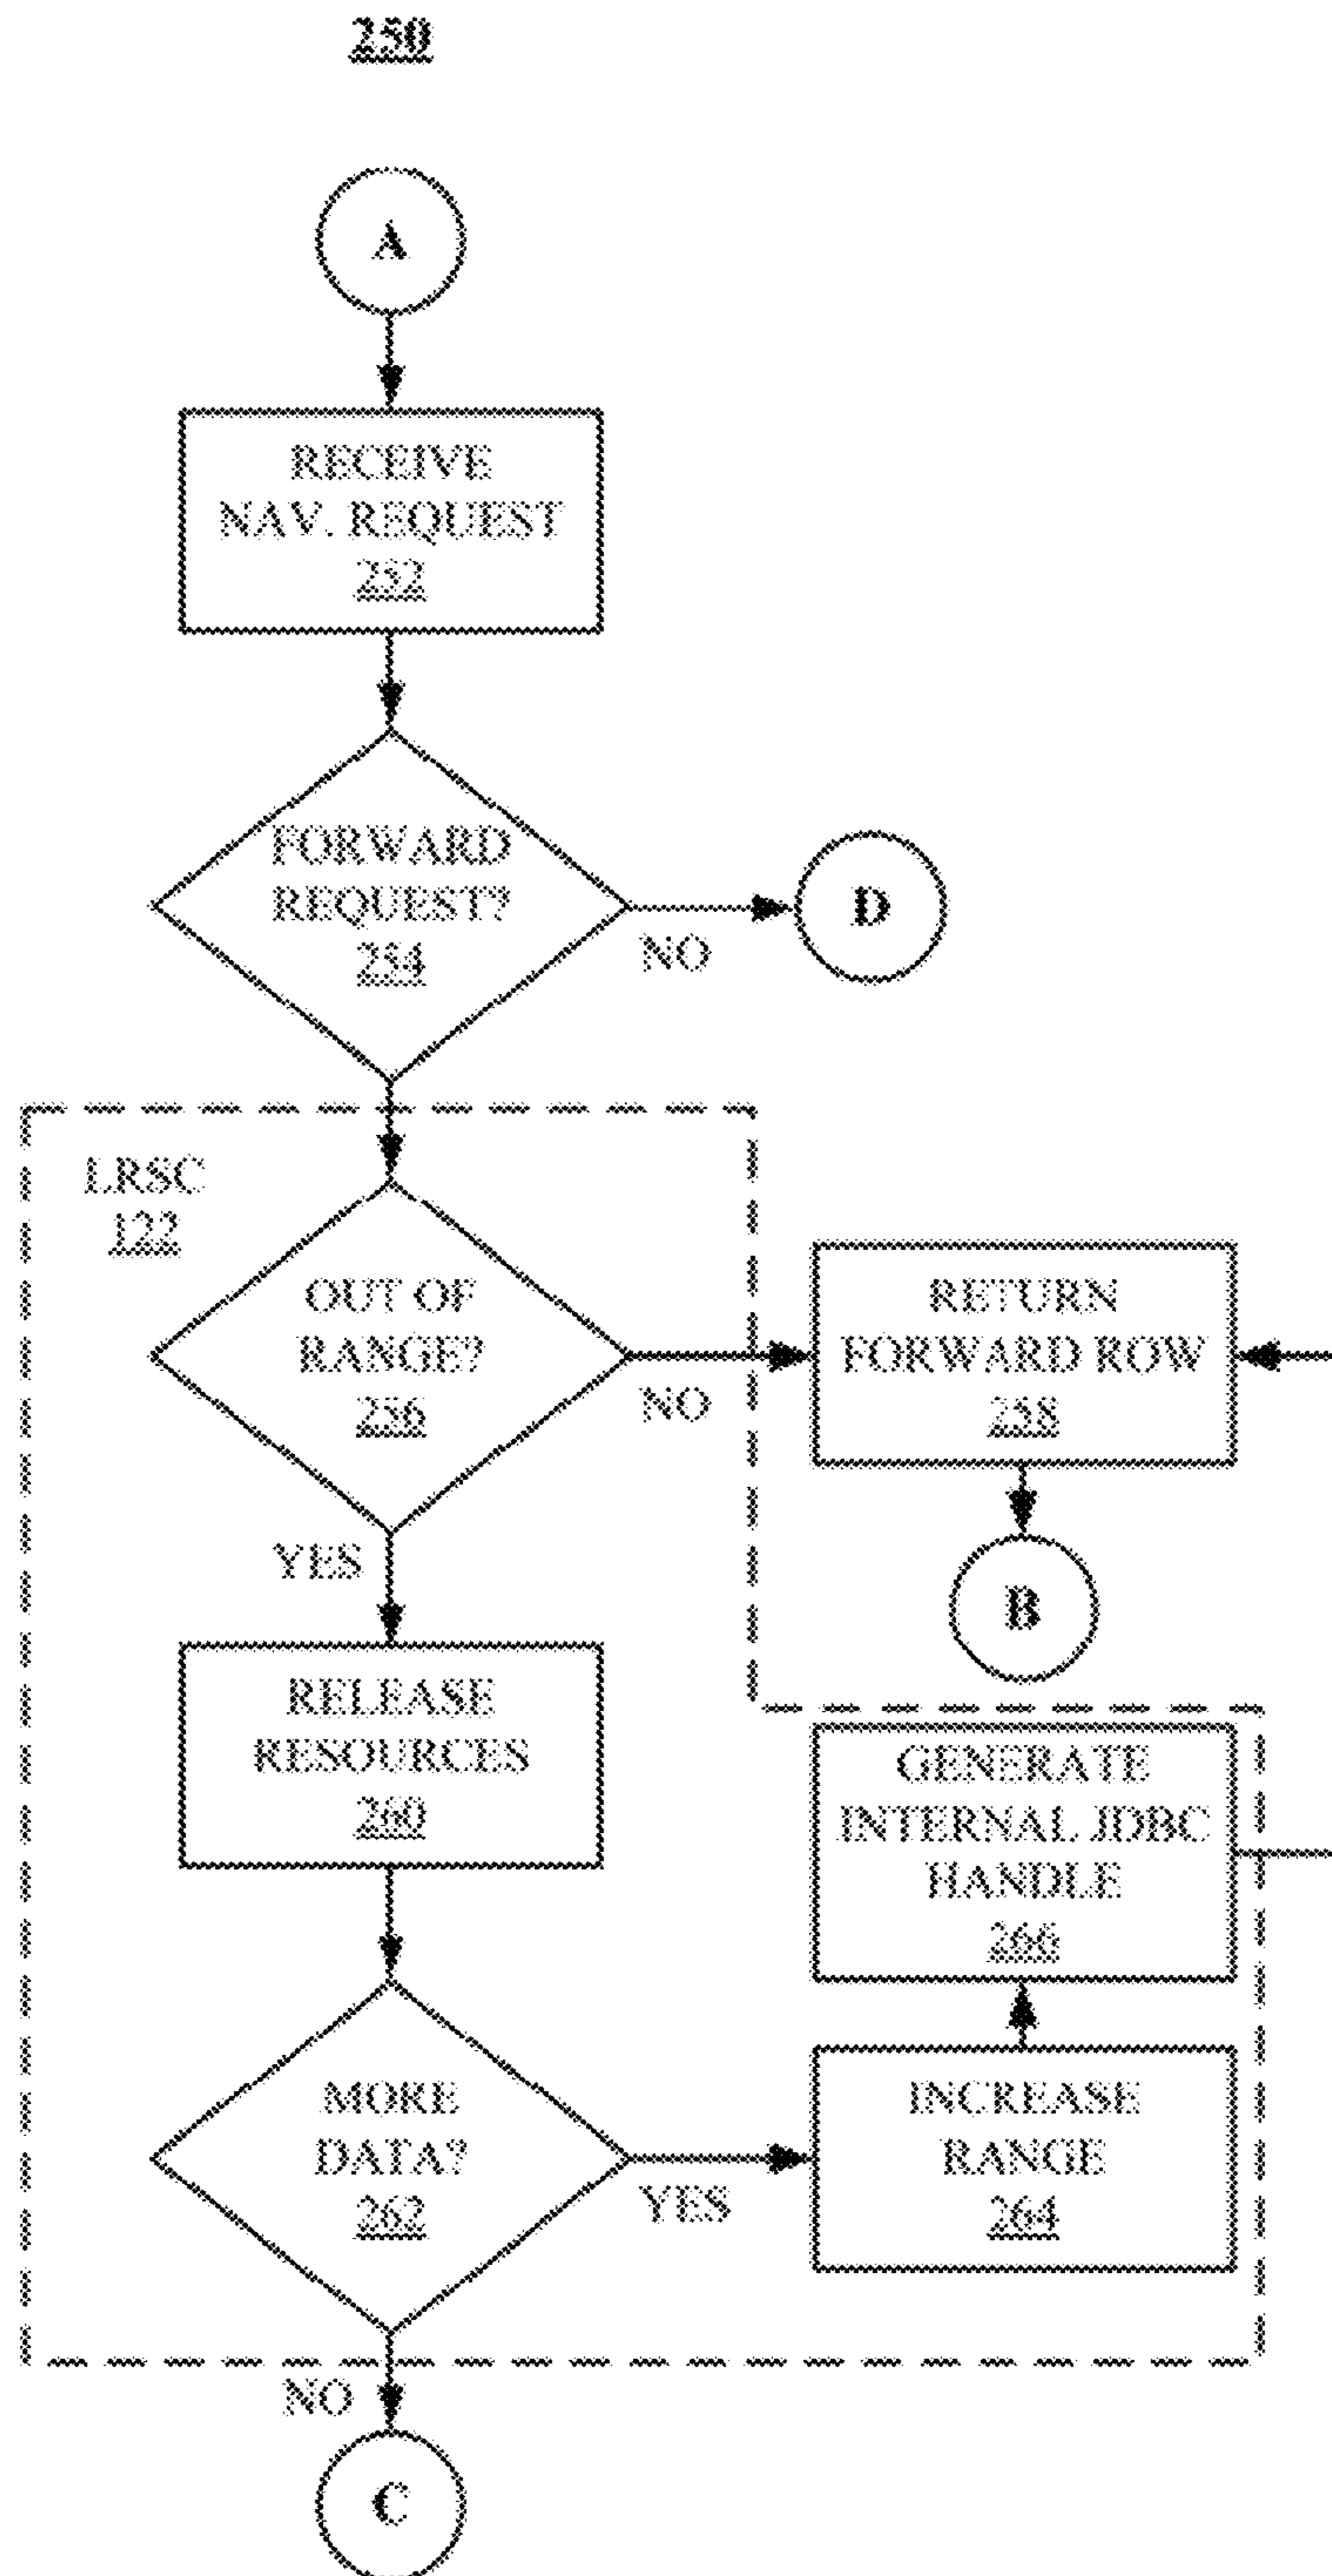 250
A
RECEIVE
NAV. REQUEST
252
FORWARD
REQUEST?
254
NO
D
LRSC
122
OUT OF
RANGE?
256
NO
RETURN
FORWARD ROW
258
YES
B
RELEASE
RESOURCES
260
GENERATE
INTERNAL JDBC
HANDLE
266
MORE
DATA?
262
YES
INCREASE
RANGE
264
NO
C